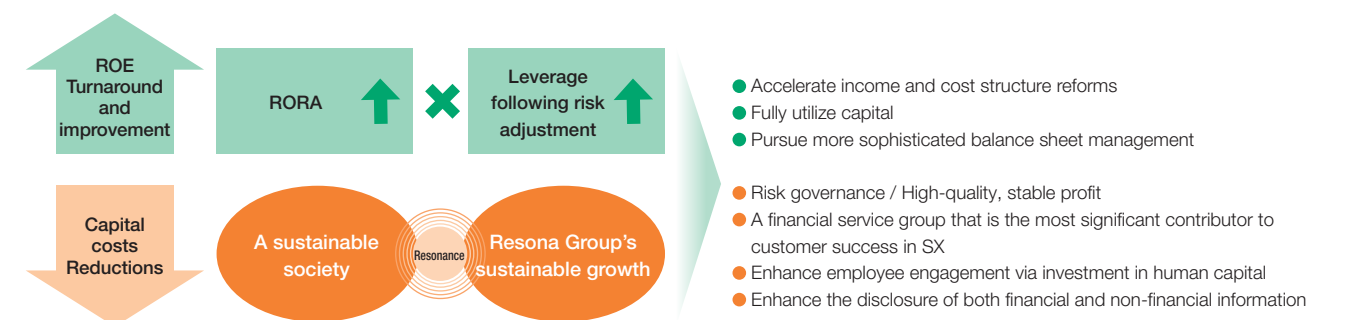 ROE
Turnaround
and
improvement
RORA
Leverage
following risk
adjustment
● Accelerate income and cost structure reforms
● Fully utilize capital
● Pursue more sophisticated balance sheet management
Capital
costs
Reductions
A sustainable
society
Resonance
Resona Group's
sustainable growth
● Risk governance / High-quality, stable profit
● A financial service group that is the most significant contributor to
customer success in SX
● Enhance employee engagement via investment in human capital
● Enhance the disclosure of both financial and non-financial information